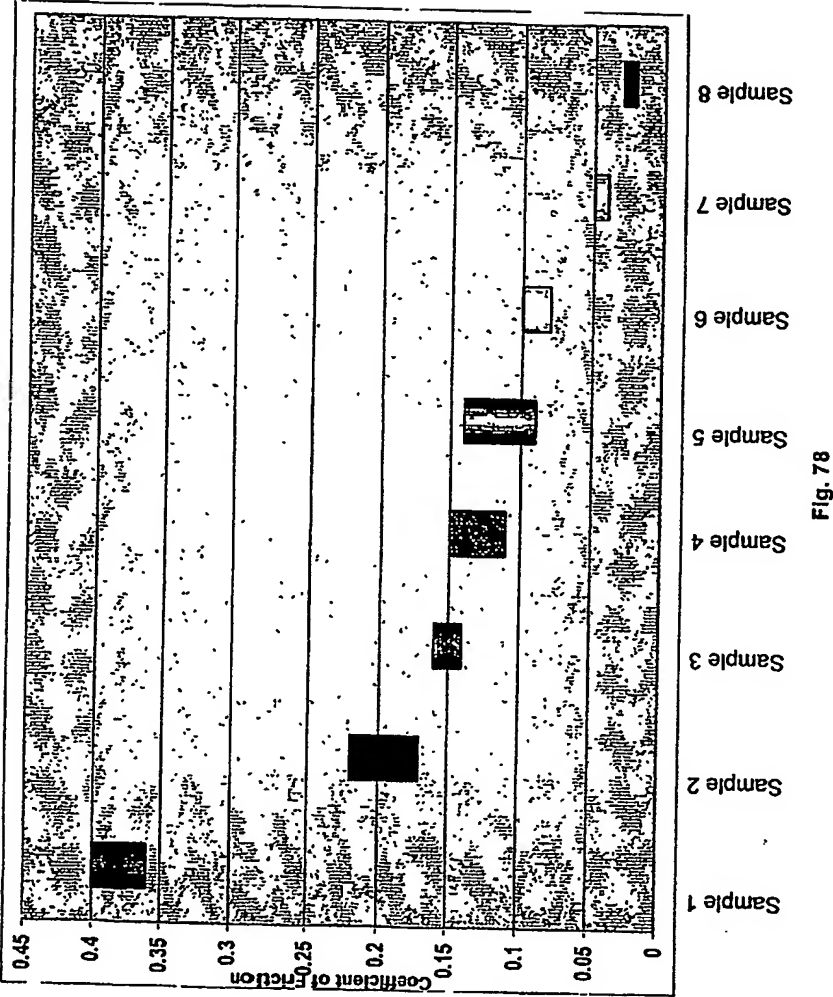 Coefficient of Friction
0.45
0.4
0.35
0.3
0.25
0.2
0.15
0.1
0.05
0
Sample 1
Sample 2
Sample 3
Sample 4
Sample 5
Sample 6
Sample 7
Sample 8
Fig. 78